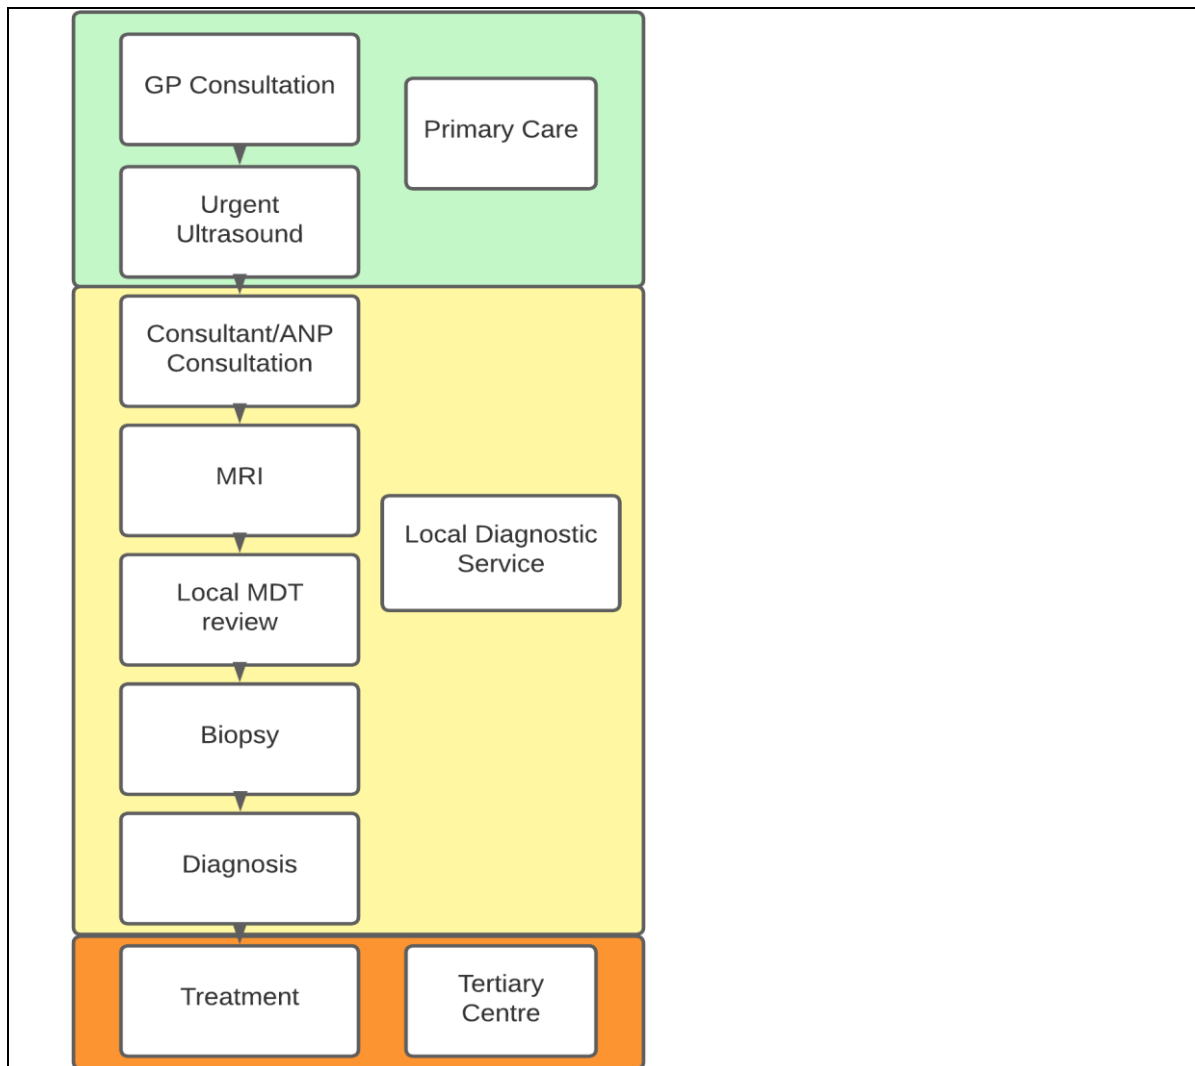 GP Consultation
Primary Care
Urgent
Ultrasound
Consultant/ANP
Consultation
MRI
Local Diagnostic
Service
Local MDT
review
Biopsy
Diagnosis
Treatment
Tertiary
Centre